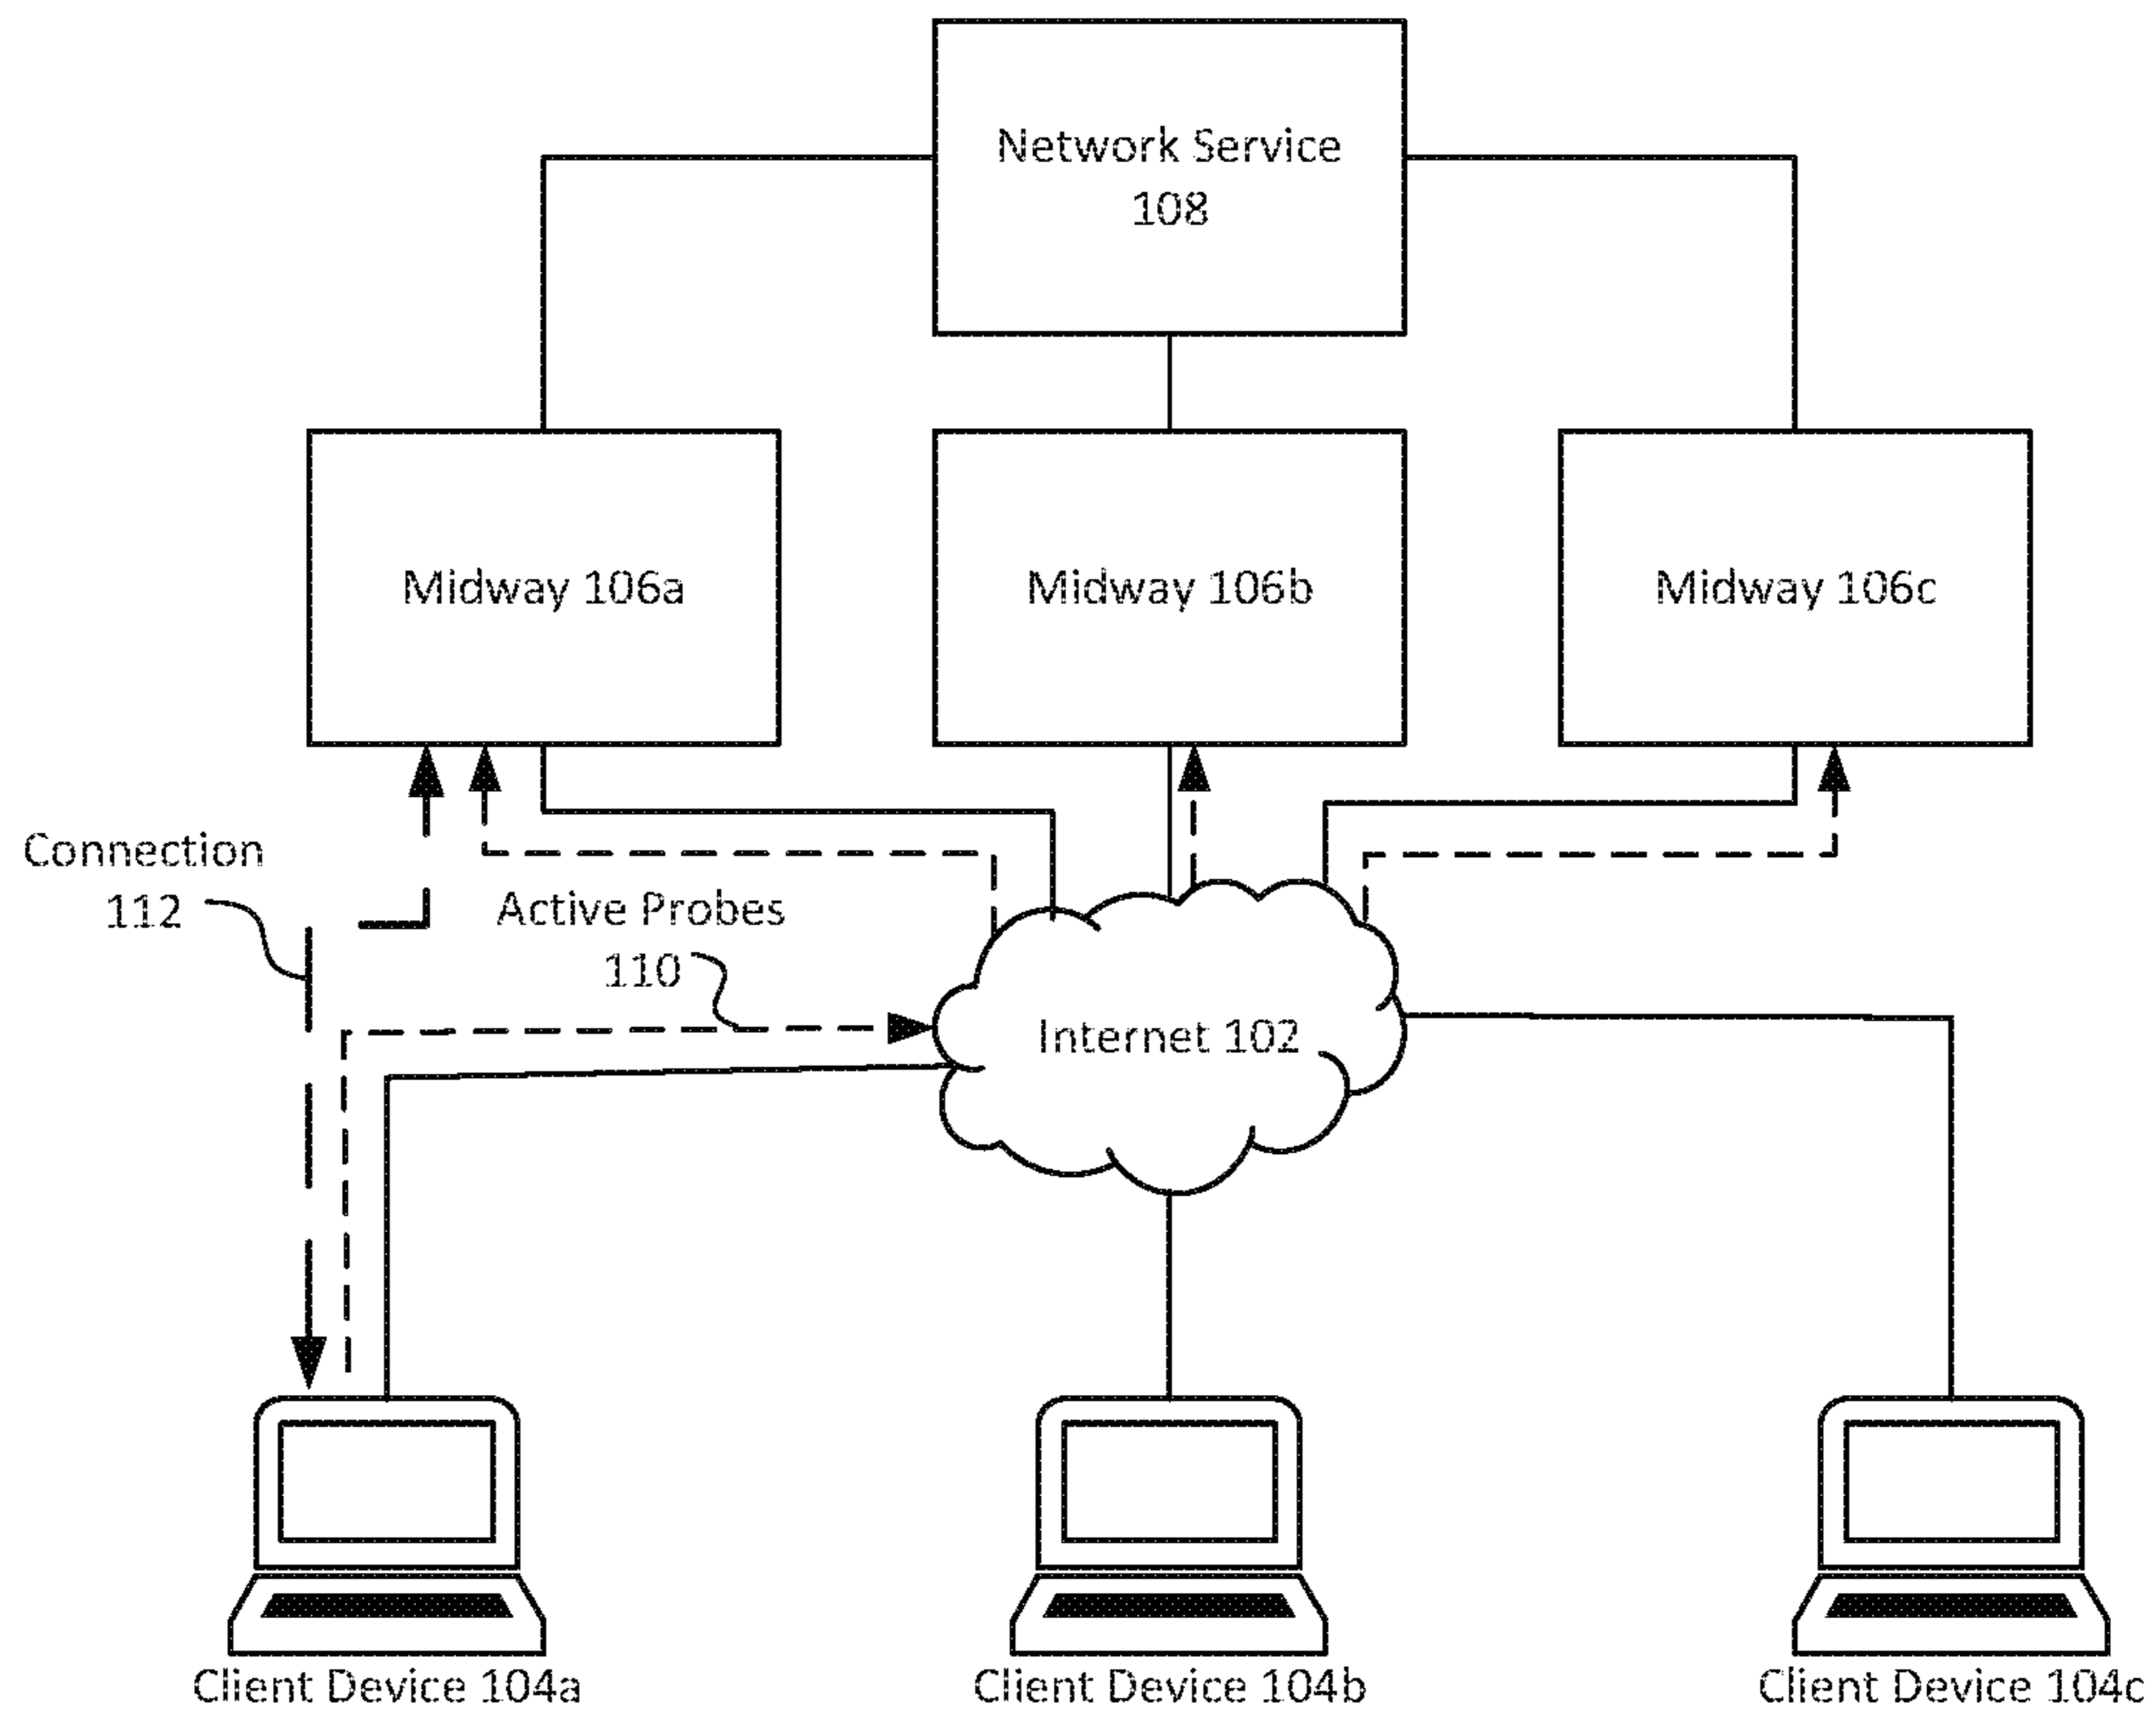 Network Service
108
Midway 106a
Midway 106b
Midway 106c
Connection
112
Active Probes
110
Internet 102
Client Device 104a
Client Device 104b
Client Device 104c